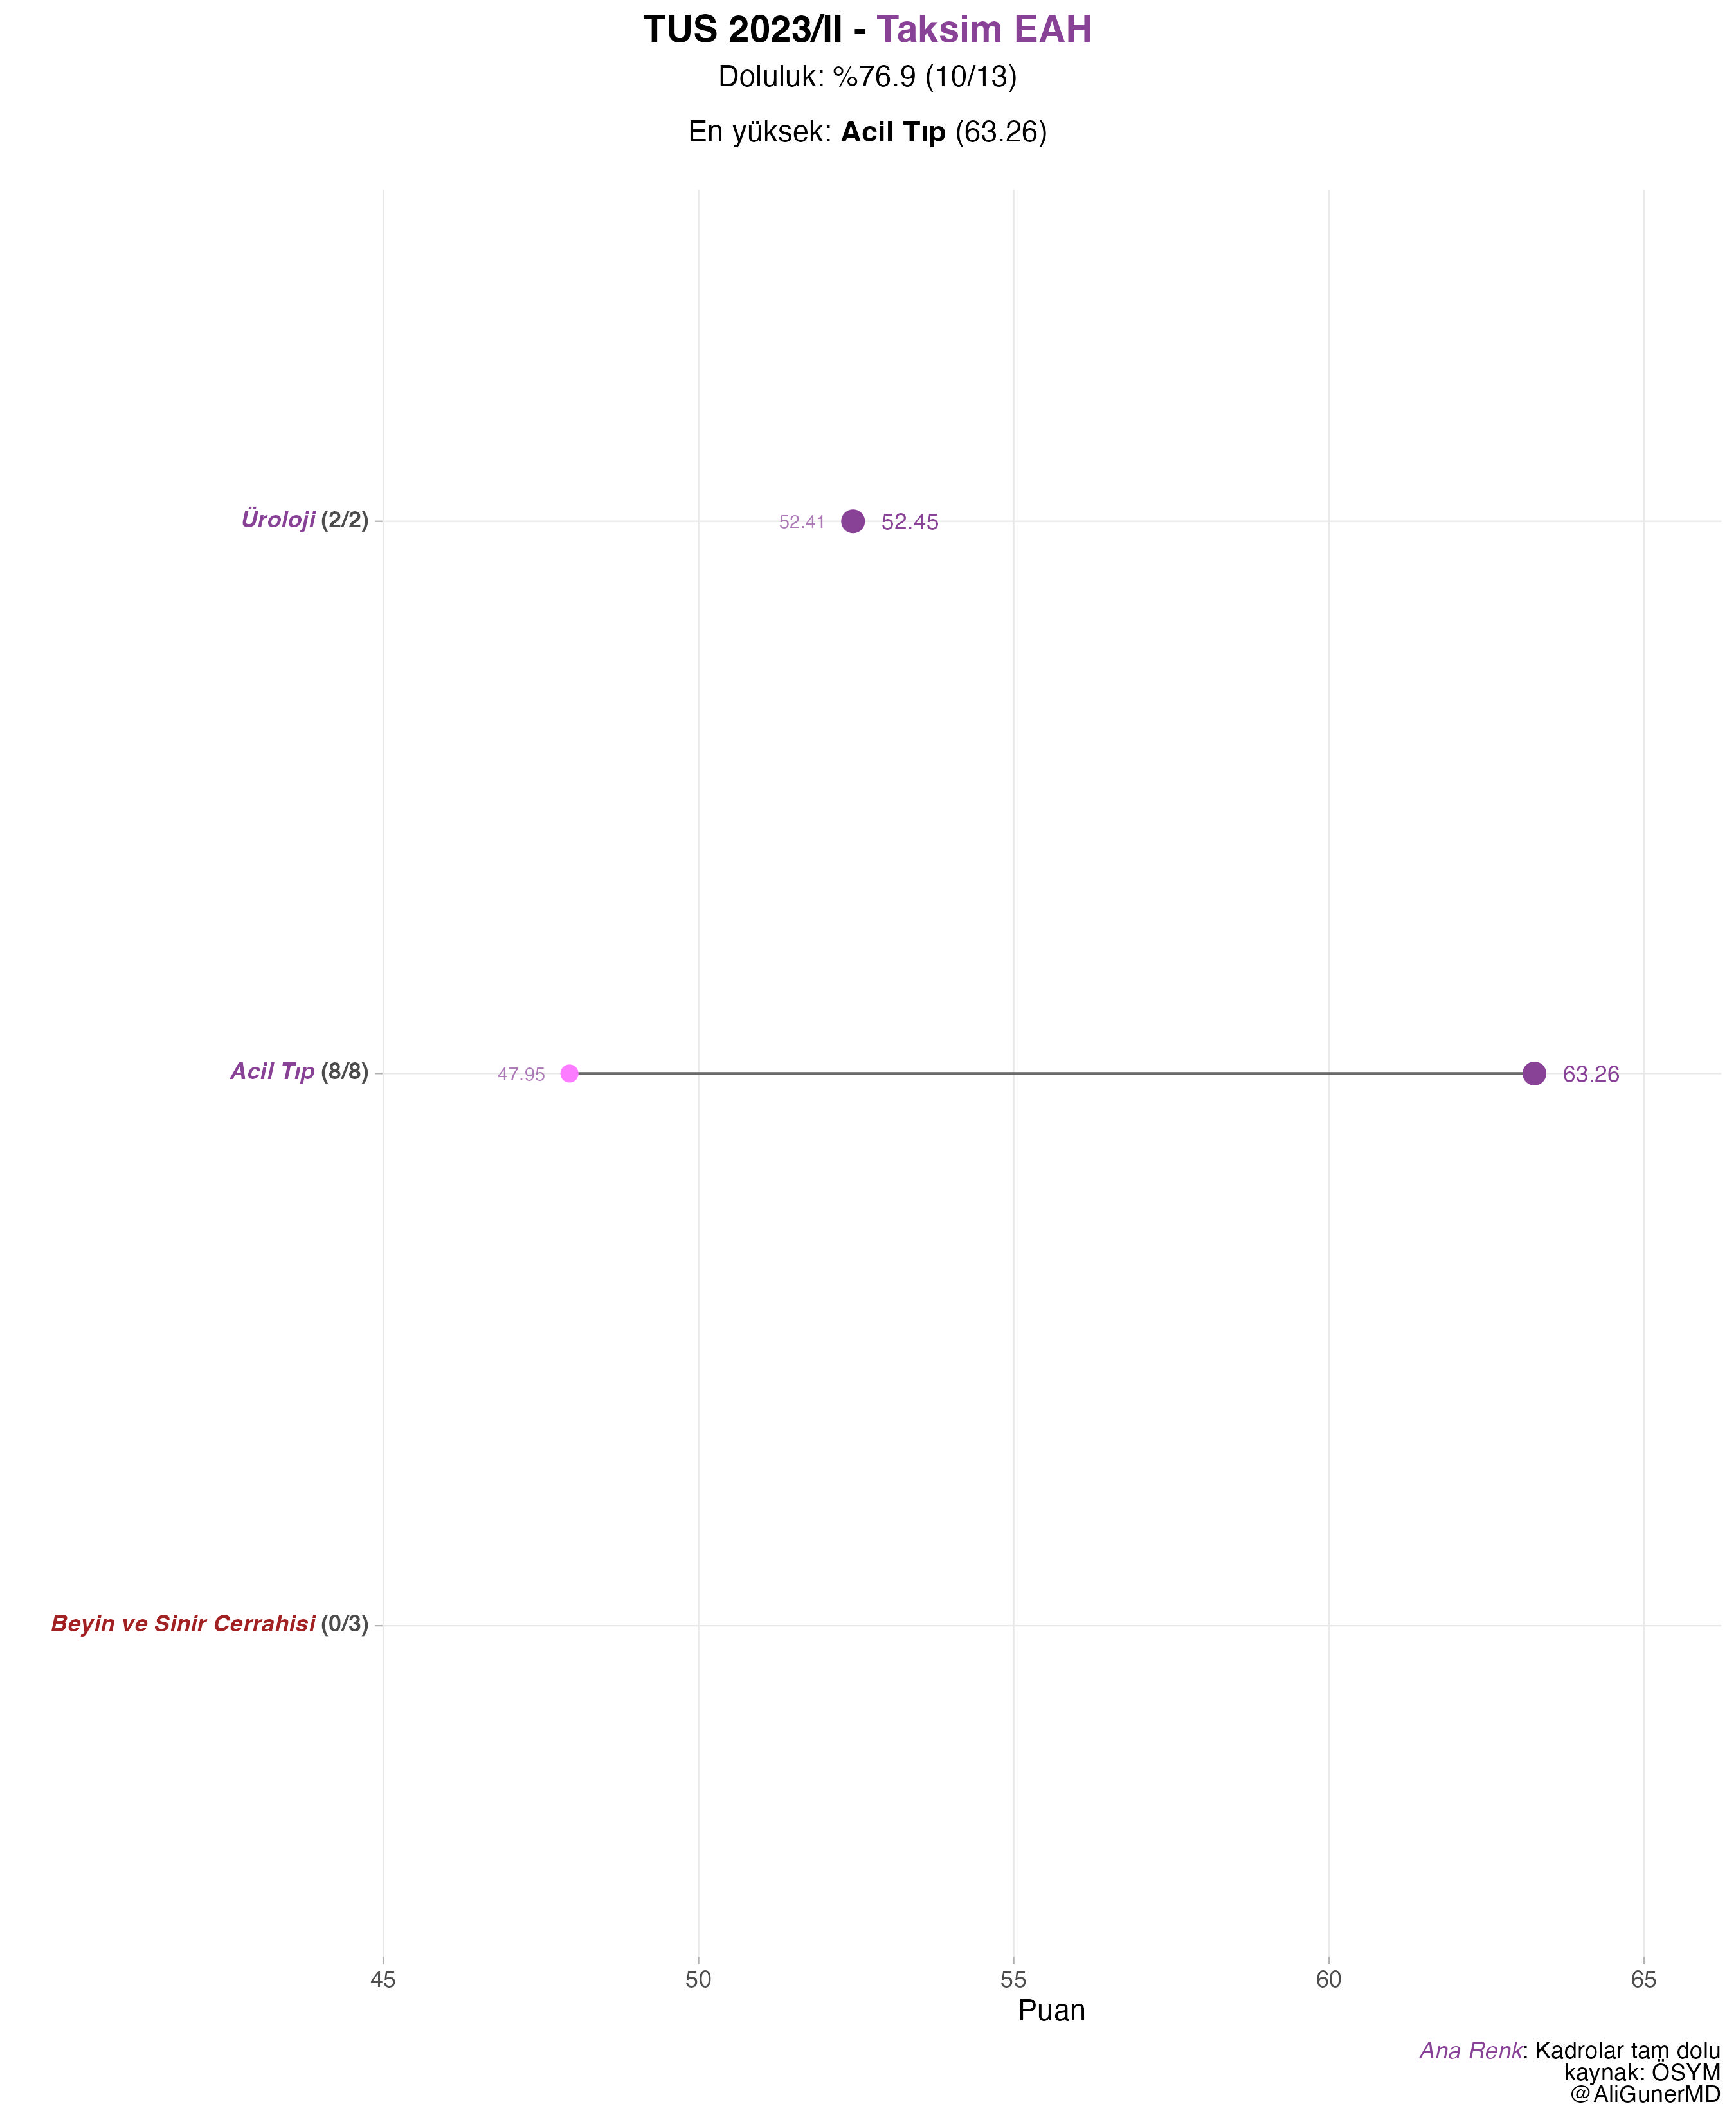 TUS 2023/II - Taksim EAH
Doluluk: %76.9 (10/13)
En yüksek: Acil Tıp (63.26)
Üroloji (2/2)
52.41
52.45
Acil Tıp (8/8)
47.95
63.26
Beyin ve Sinir Cerrahisi (0/3)
45
50
55
60
65
Puan
Ana Renk: Kadrolar tam dolu
kaynak: ÖSYM
@AliGunerMD